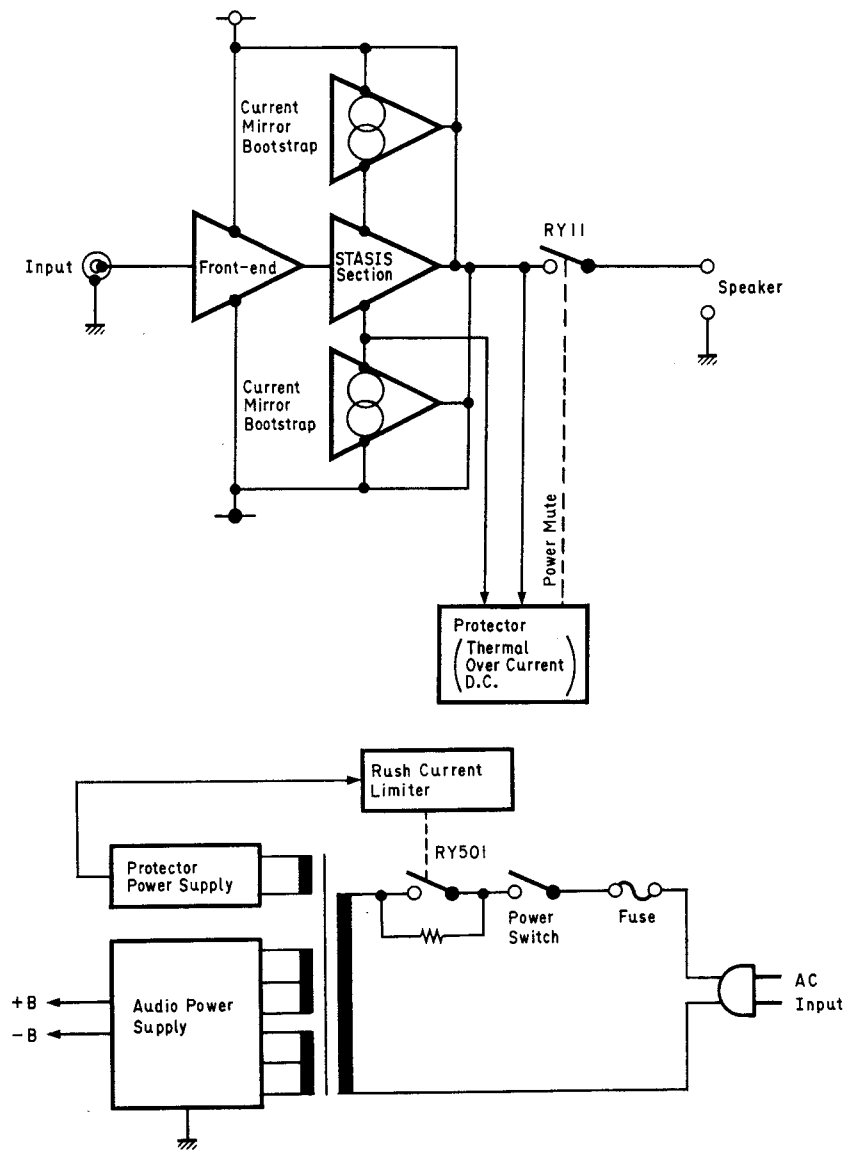 Current
Mirror
Bootstrap
Input
Front-end
STASIS
Section
RY11
Speaker
Current
Mirror
Bootstrap
Power Mute
Protector
(Thermal
Over Current
D.C.)
Rush Current
Limiter
RY501
Protector
Power Supply
Power
Switch
Fuse
AC
Input
+B
-B
Audio Power
Supply